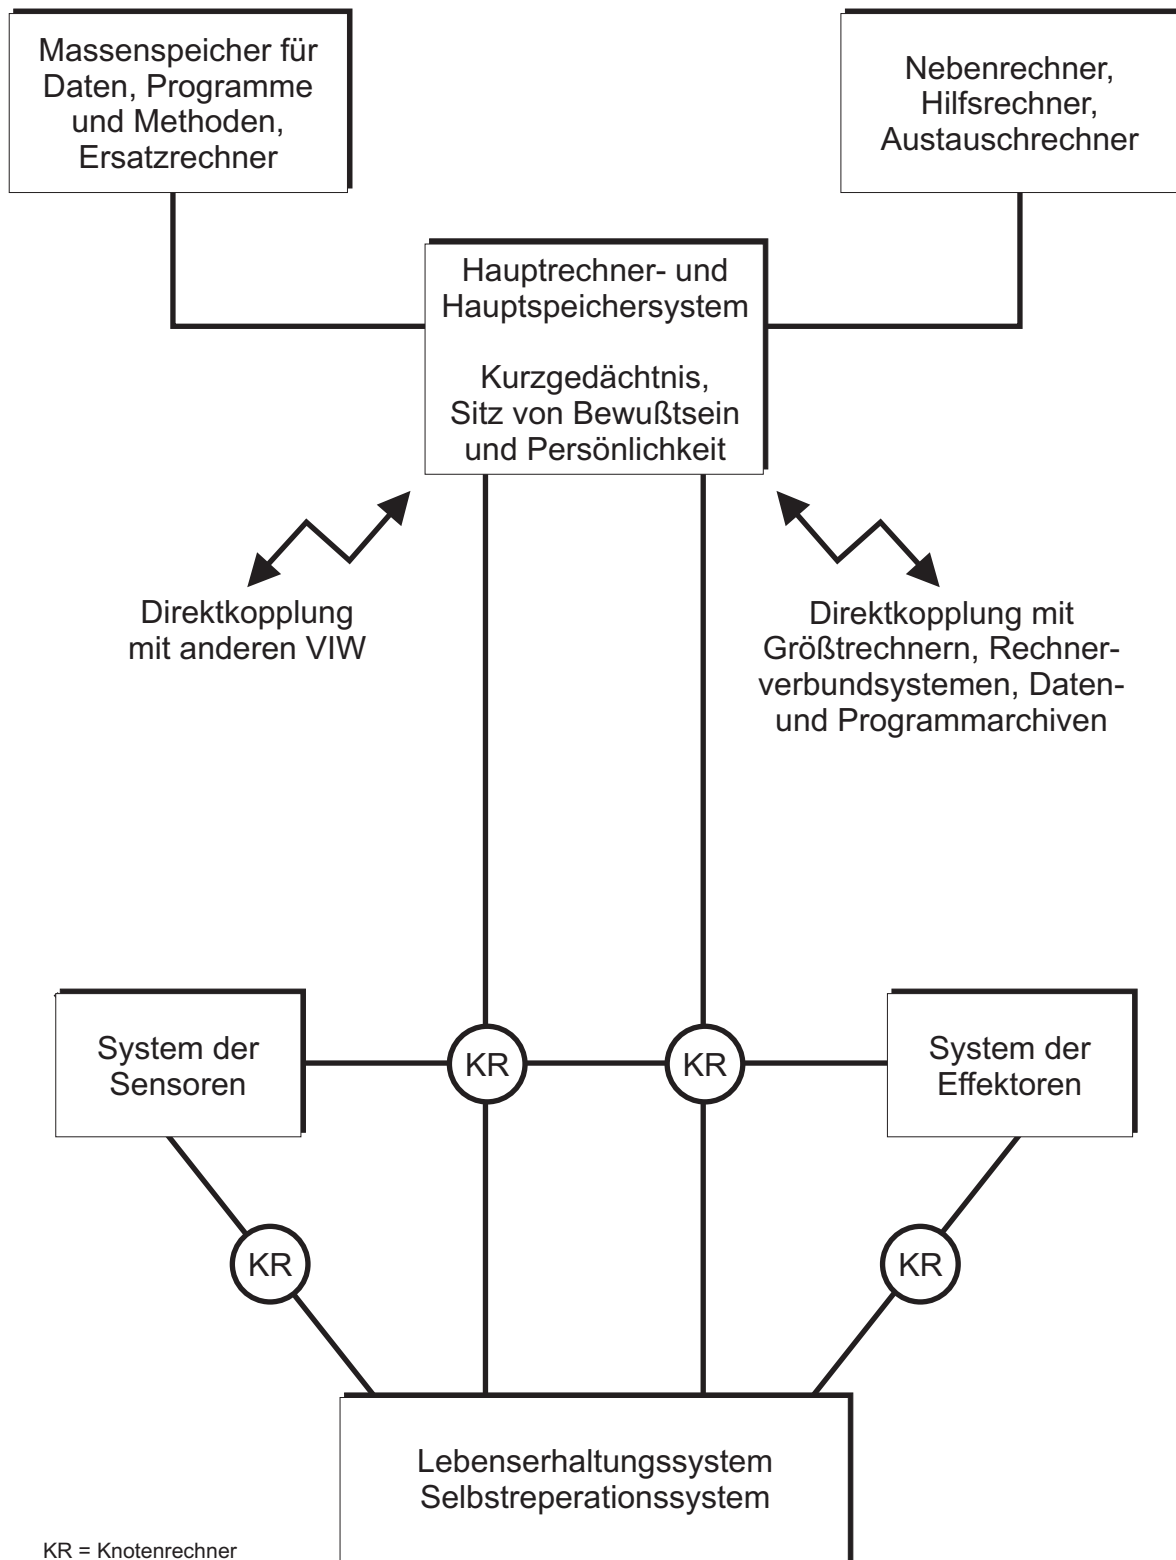 Massenspeicher für
Daten, Programme
und Methoden,
Ersatzrechner
Nebenrechner,
Hilfsrechner,
Austauschrechner
Hauptrechner- und
Hauptspeichersystem
Kurzgedächtnis,
Sitz von Bewußtsein
und Persönlichkeit
Direktkopplung
mit anderen VIW
Direktkopplung mit
Größtrechnern, Rechner-
verbundsystemen, Daten-
und Programmarchiven
System der
Sensoren
KR
KR
System der
Effektoren
KR
KR
Lebenserhaltungssystem
Selbstreperationssystem
KR = Knotenrechner